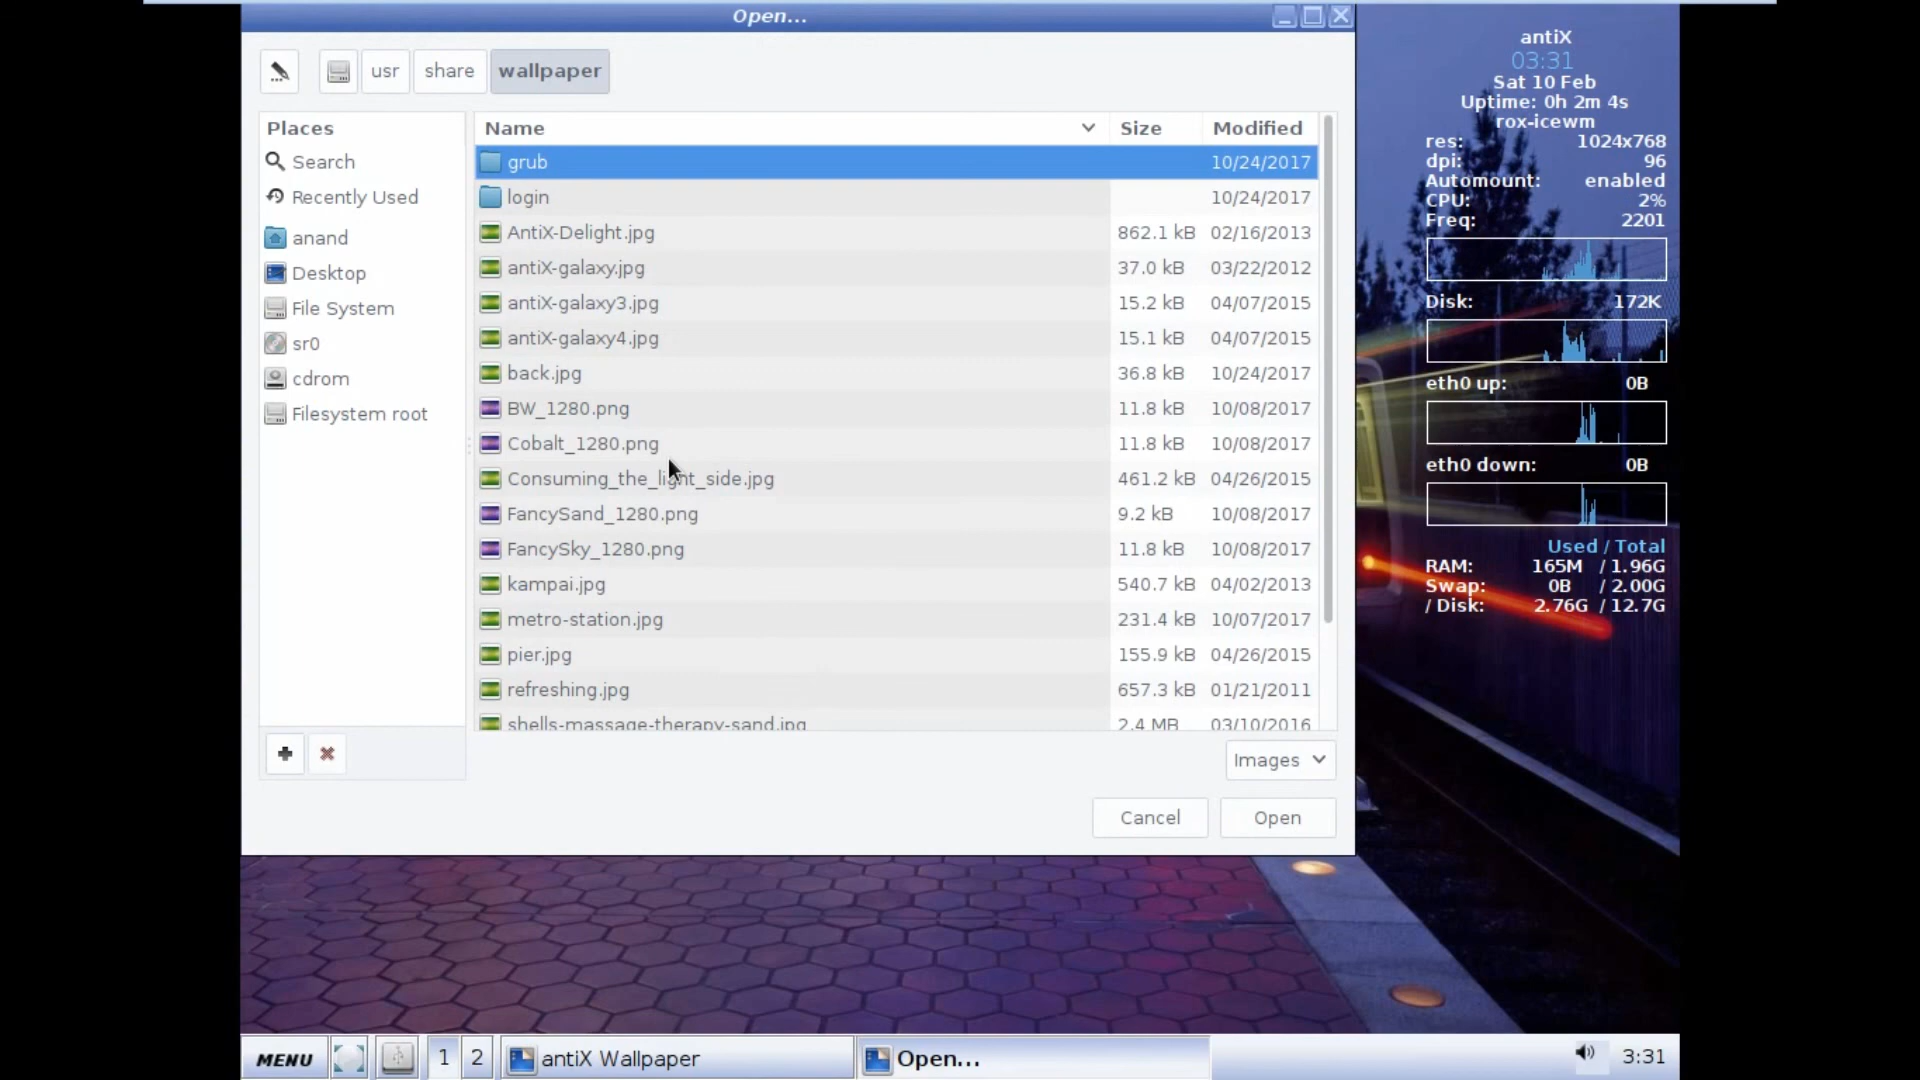 Open...
usr share wallpaper
Places
Search
Recently Used
anand
Desktop
File System
sr0
cdrom
Filesystem root
Name Size Modified
grub 10/24/2017
login 10/24/2017
AntiX-Delight.jpg 862.1 kB 02/16/2013
antiX-galaxy.jpg 37.0 kB 03/22/2012
antiX-galaxy3.jpg 15.2 kB 04/07/2015
antiX-galaxy4.jpg 15.1 kB 04/07/2015
back.jpg 36.8 kB 10/24/2017
BW_1280.png 11.8 kB 10/08/2017
Cobalt_1280.png 11.8 kB 10/08/2017
Consuming_the_light_side.jpg 461.2 kB 04/26/2015
FancySand_1280.png 9.2 kB 10/08/2017
FancySky_1280.png 11.8 kB 10/08/2017
kampai.jpg 540.7 kB 04/02/2013
metro-station.jpg 231.4 kB 10/07/2017
pier.jpg 155.9 kB 04/26/2015
refreshing.jpg 657.3 kB 01/21/2011
shells-massage-therapy-sand.jpg 2.4 MB 03/10/2016
Images
Cancel Open
antiX
03:31
Sat 10 Feb
Uptime: 0h 2m 4s
rox-icewm
res: 1024x768
dpi: 96
Automount: enabled
CPU: 2%
Freq: 2201
Disk: 172K
eth0 up: 0B
eth0 down: 0B
Used / Total
RAM: 165M / 1.96G
Swap: 0B / 2.00G
/ Disk: 2.76G / 12.7G
MENU 1 2 antiX Wallpaper Open... 3:31